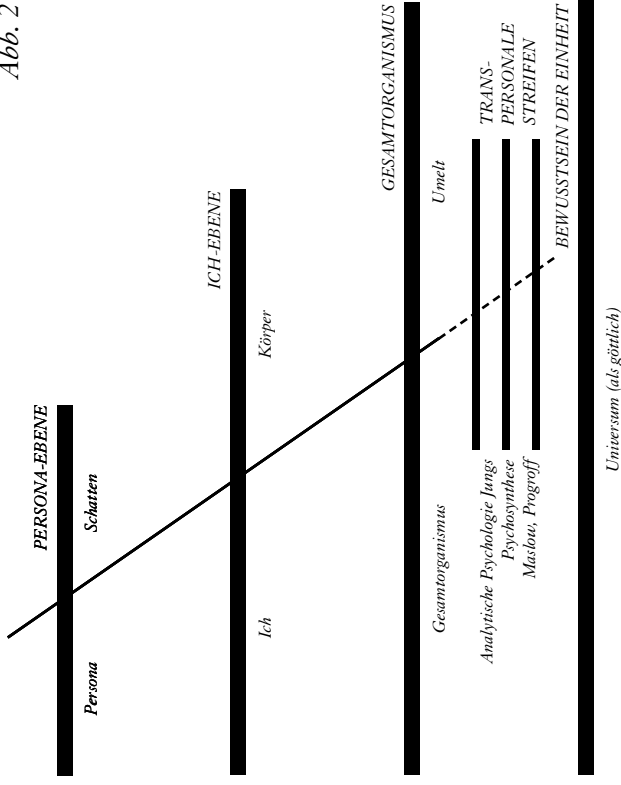 Abb. 2
PERSONA-EBENE
Persona
Schatten
ICH-EBENE
Ich
Körper
GESAMTORGANISMUS
Gesamtorganismus
Umelt
TRANS-
PERSONALE
STREIFEN
Analytische Psychologie Jungs
Psychosynthese
Maslow, Progroff
BEWUSSTSEIN DER EINHEIT
Universum (als göttlich)